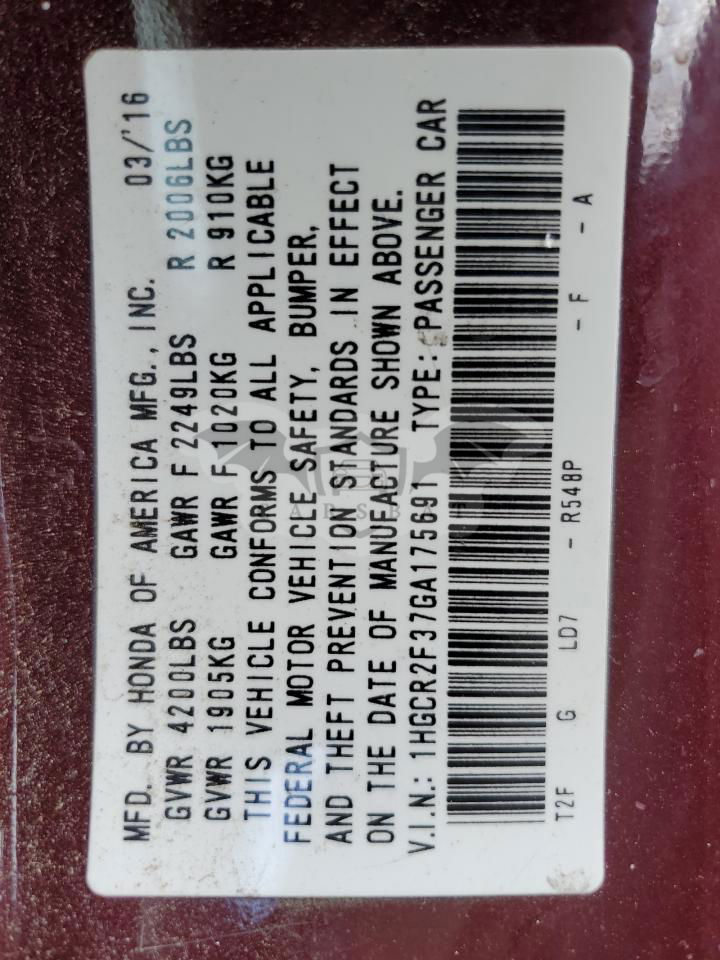 MFD. BY HONDA OF AMERICA MFG., INC. 03/'16
GVWR 4200LBS GAWR F 2249LBS R 2006LBS
GVWR 1905KG GAWR F 1020KG R 910KG
THIS VEHICLE CONFORMS TO ALL APPLICABLE
FEDERAL MOTOR VEHICLE SAFETY, BUMPER,
AND THEFT PREVENTION STANDARDS IN EFFECT
ON THE DATE OF MANUFACTURE SHOWN ABOVE.
V.I.N.: 1HGCR2F37GA175691 TYPE: PASSENGER CAR
T2F G LD7 - R548P - F - A
ADSBAT